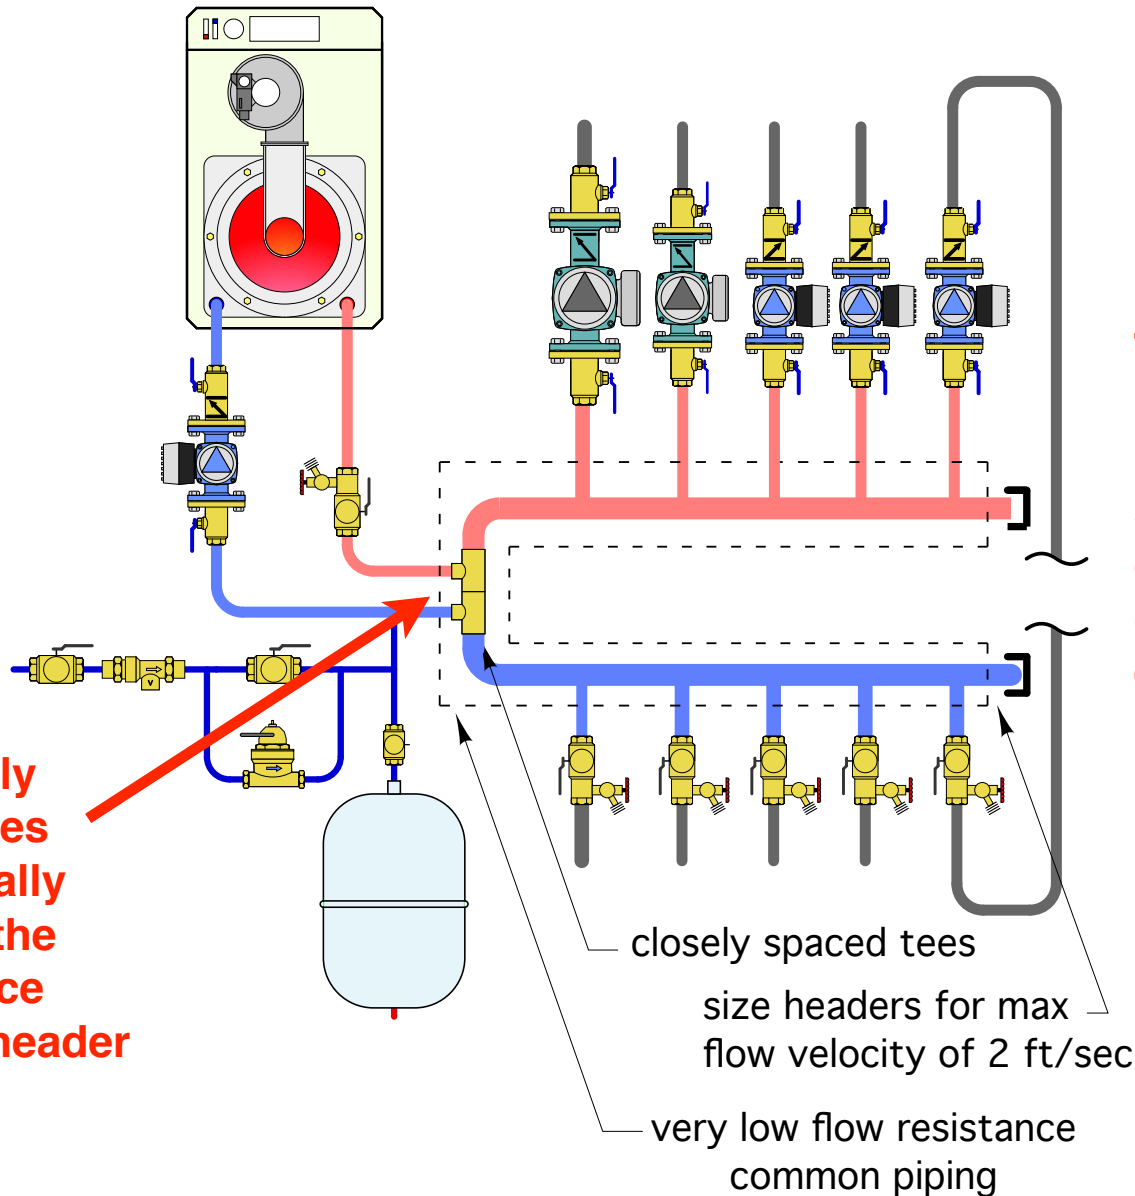 ly
es
ally
the
ce
header
closely spaced tees
size headers for max
flow velocity of 2 ft/sec
very low flow resistance
common piping